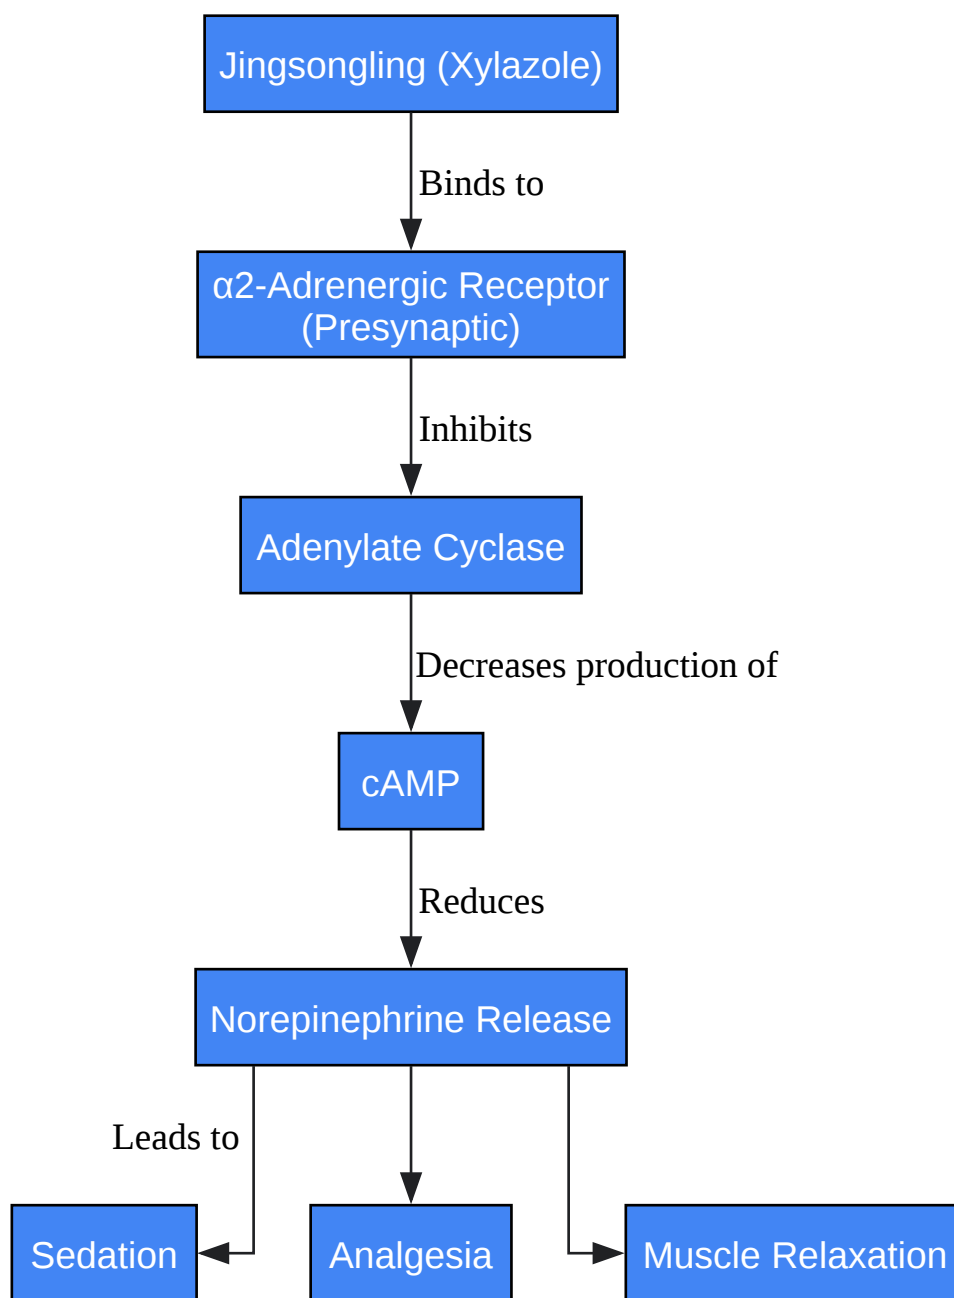 Jingsongling (Xylazole)
Binds to
α2-Adrenergic Receptor
(Presynaptic)
Inhibits
Adenylate Cyclase
Decreases production of
cAMP
Reduces
Norepinephrine Release
Leads to
Sedation
Analgesia
Muscle Relaxation